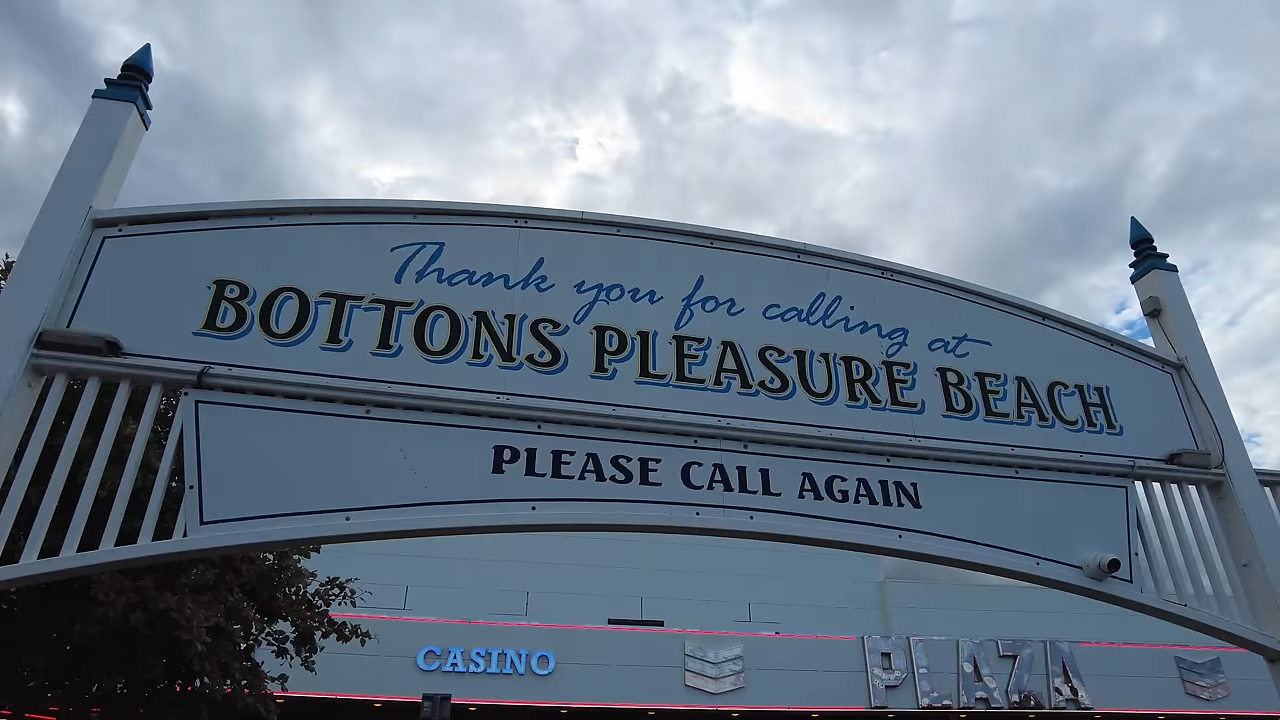 Thank you for calling at
BOTTONS PLEASURE BEACH
PLEASE CALL AGAIN
CASINO
PLAZA